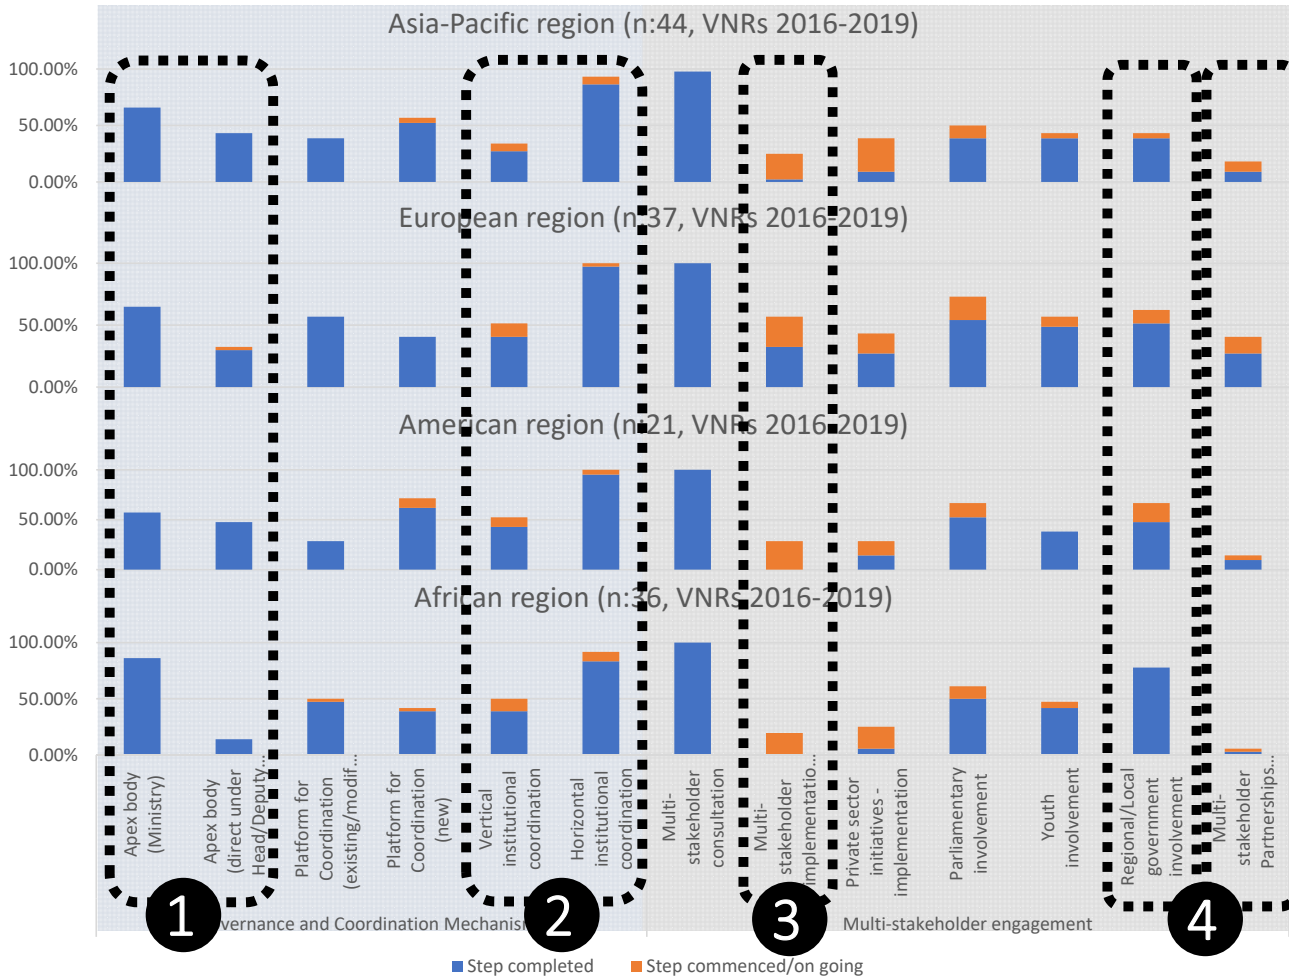 Asia-Pacific region (n:44, VNRs 2016-2019)
100.00%
50.00%
0.00%
European region (n:37, VNRs 2016-2019)
100.00%
50.00%
0.00%
American region (n:21, VNRs 2016-2019)
100.00%
50.00%
0.00%
African region (n:36, VNRs 2016-2019)
100.00%
50.00%
0.00%
Apex body
(Ministry)
Apex body
(direct under
Head/Deputy...
Platform for
Coordination
(existing/modif...
Platform for
Coordination
(new)
Vertical
institutional
coordination
Horizontal
institutional
coordination
Multi-
stakeholder
consultation
Multi-
stakeholder
implementatio...
Private sector
initiatives -
implementation
Parliamentary
involvement
Youth
involvement
Regional/Local
government
involvement
Multi-
stakeholder
Partnerships...
vernance and Coordination Mechanis
Multi-stakeholder engagement
1
2
3
4
Step completed
Step commenced/on going